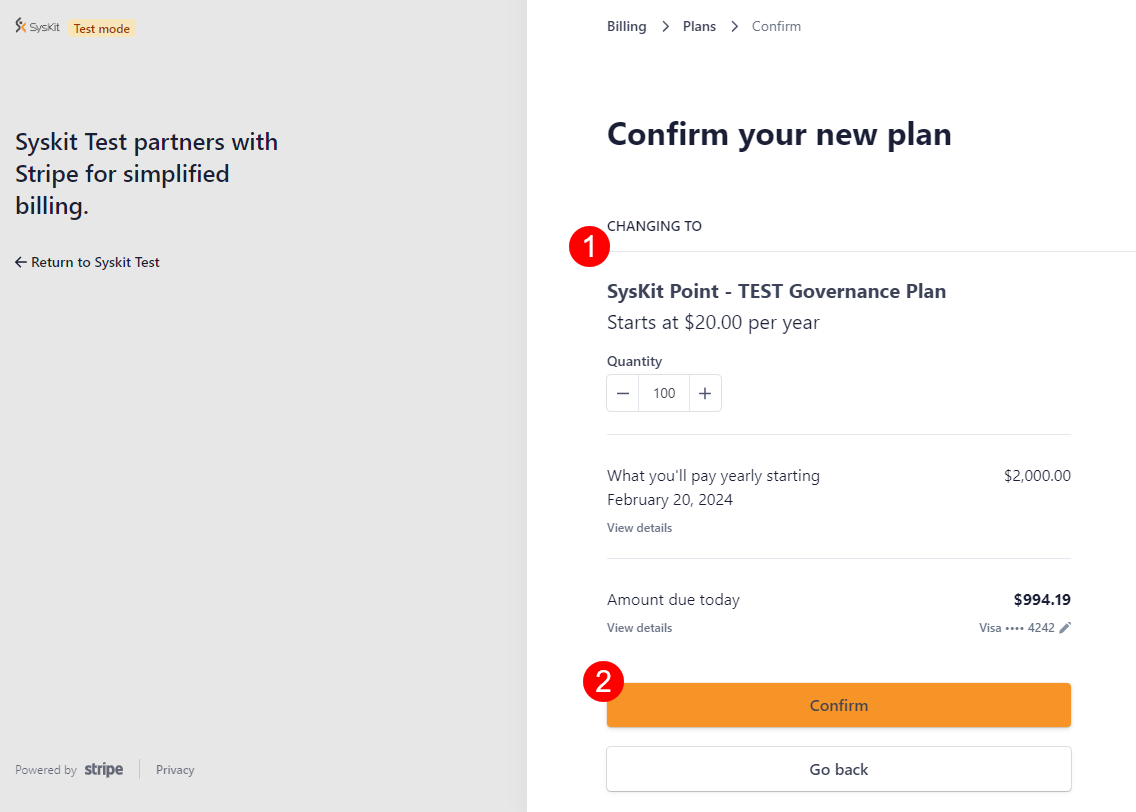 SysKit Test mode
Syskit Test partners with
Stripe for simplified
billing.
← Return to Syskit Test
Powered by stripe Privacy
Billing > Plans > Confirm
Confirm your new plan
CHANGING TO
1
SysKit Point - TEST Governance Plan
Starts at $20.00 per year
Quantity
− 100 +
What you'll pay yearly starting $2,000.00
February 20, 2024
View details
Amount due today $994.19
View details Visa •••• 4242
2
Confirm
Go back